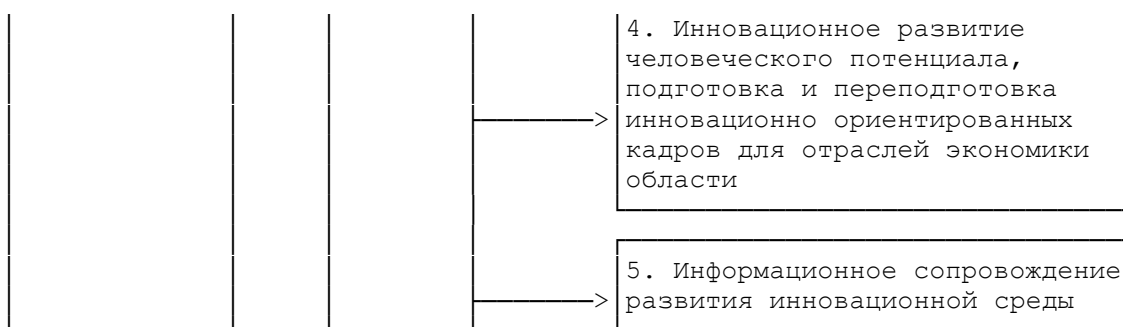 4. Инновационное развитие
человеческого потенциала,
подготовка и переподготовка
инновационно ориентированных
кадров для отраслей экономики
области
5. Информационное сопровождение
развития инновационной среды